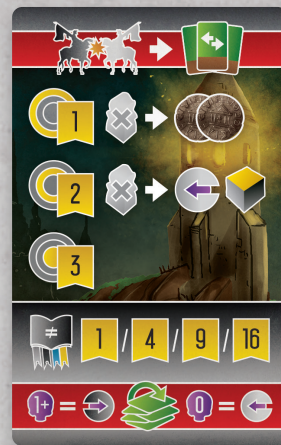 1
2
3
≠ 1 / 4 / 9 / 16
1+ = 0 =